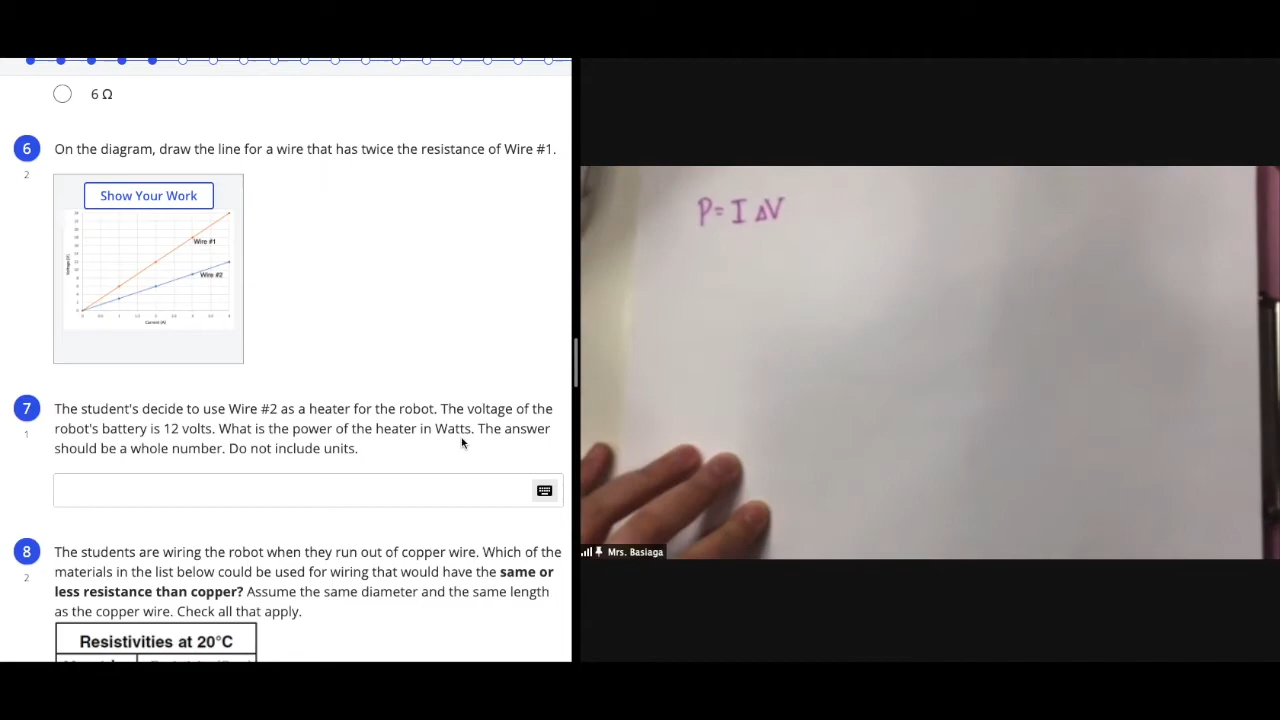 6 Ω
6
On the diagram, draw the line for a wire that has twice the resistance of Wire #1.
2
Show Your Work
Wire #1
Wire #2
Voltage (V)
Current (A)
7
The student's decide to use Wire #2 as a heater for the robot. The voltage of the
1
robot's battery is 12 volts. What is the power of the heater in Watts. The answer
should be a whole number. Do not include units.
8
The students are wiring the robot when they run out of copper wire. Which of the
2
materials in the list below could be used for wiring that would have the same or
less resistance than copper? Assume the same diameter and the same length
as the copper wire. Check all that apply.
Resistivities at 20°C
P = I ΔV
Mrs. Basiaga